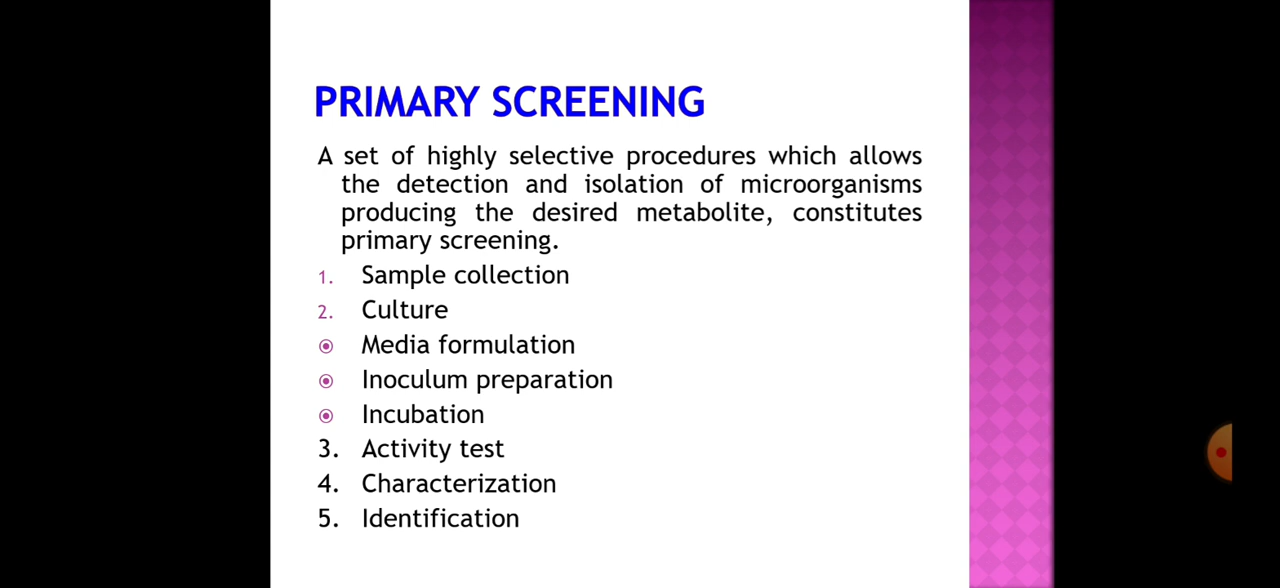 PRIMARY SCREENING
A set of highly selective procedures which allows
the detection and isolation of microorganisms
producing the desired metabolite, constitutes
primary screening.
1. Sample collection
2. Culture
Media formulation
Inoculum preparation
Incubation
3. Activity test
4. Characterization
5. Identification